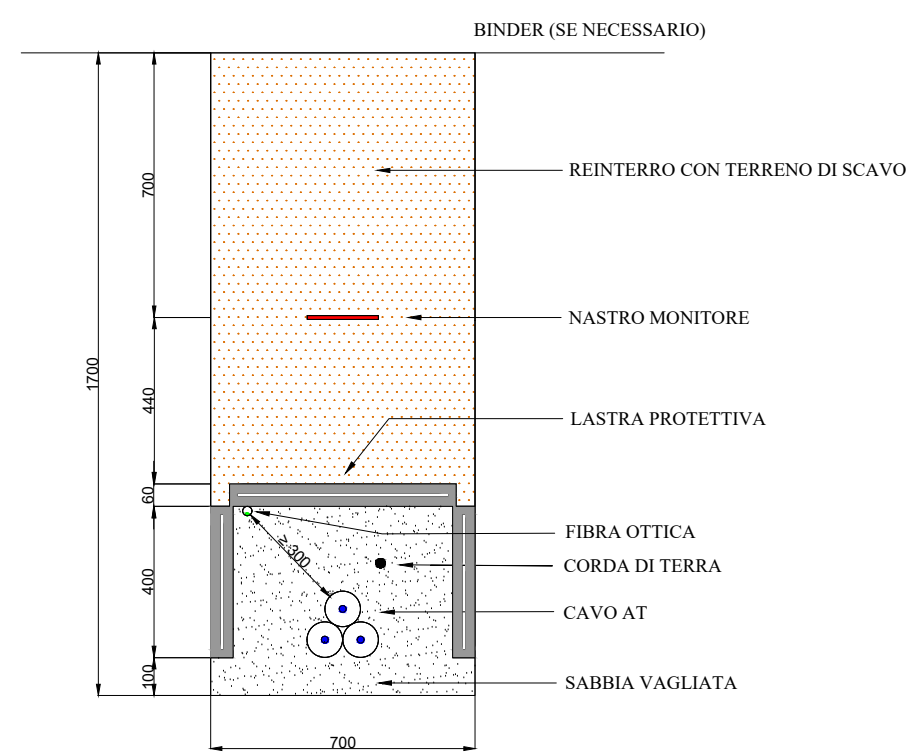 BINDER (SE NECESSARIO)
700
REINTERRO CON TERRENO DI SCAVO
NASTRO MONITORE
1700
440
LASTRA PROTETTIVA
60
FIBRA OTTICA
≥ 300
CORDA DI TERRA
400
CAVO AT
100
SABBIA VAGLIATA
700